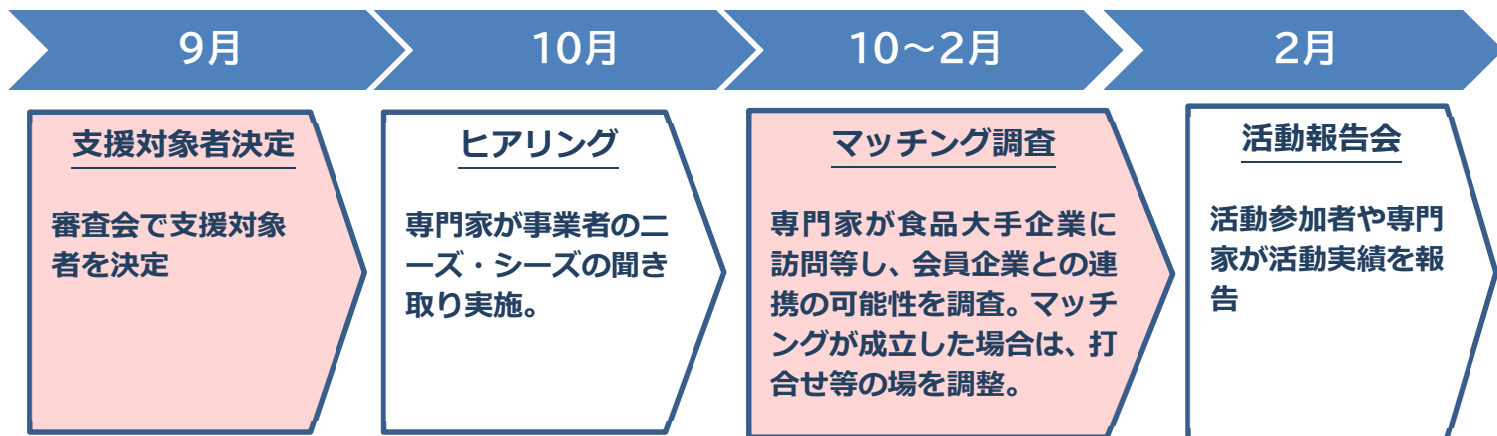 9月
10月
10～2月
2月
支援対象者決定
審査会で支援対象
者を決定
ヒアリング
専門家が事業者のニ
ーズ・シーズの聞き
取り実施。
マッチング調査
専門家が食品大手企業に
訪問等し、会員企業との連
携の可能性を調査。マッチ
ングが成立した場合は、打
合せ等の場を調整。
活動報告会
活動参加者や専門
家が活動実績を報
告